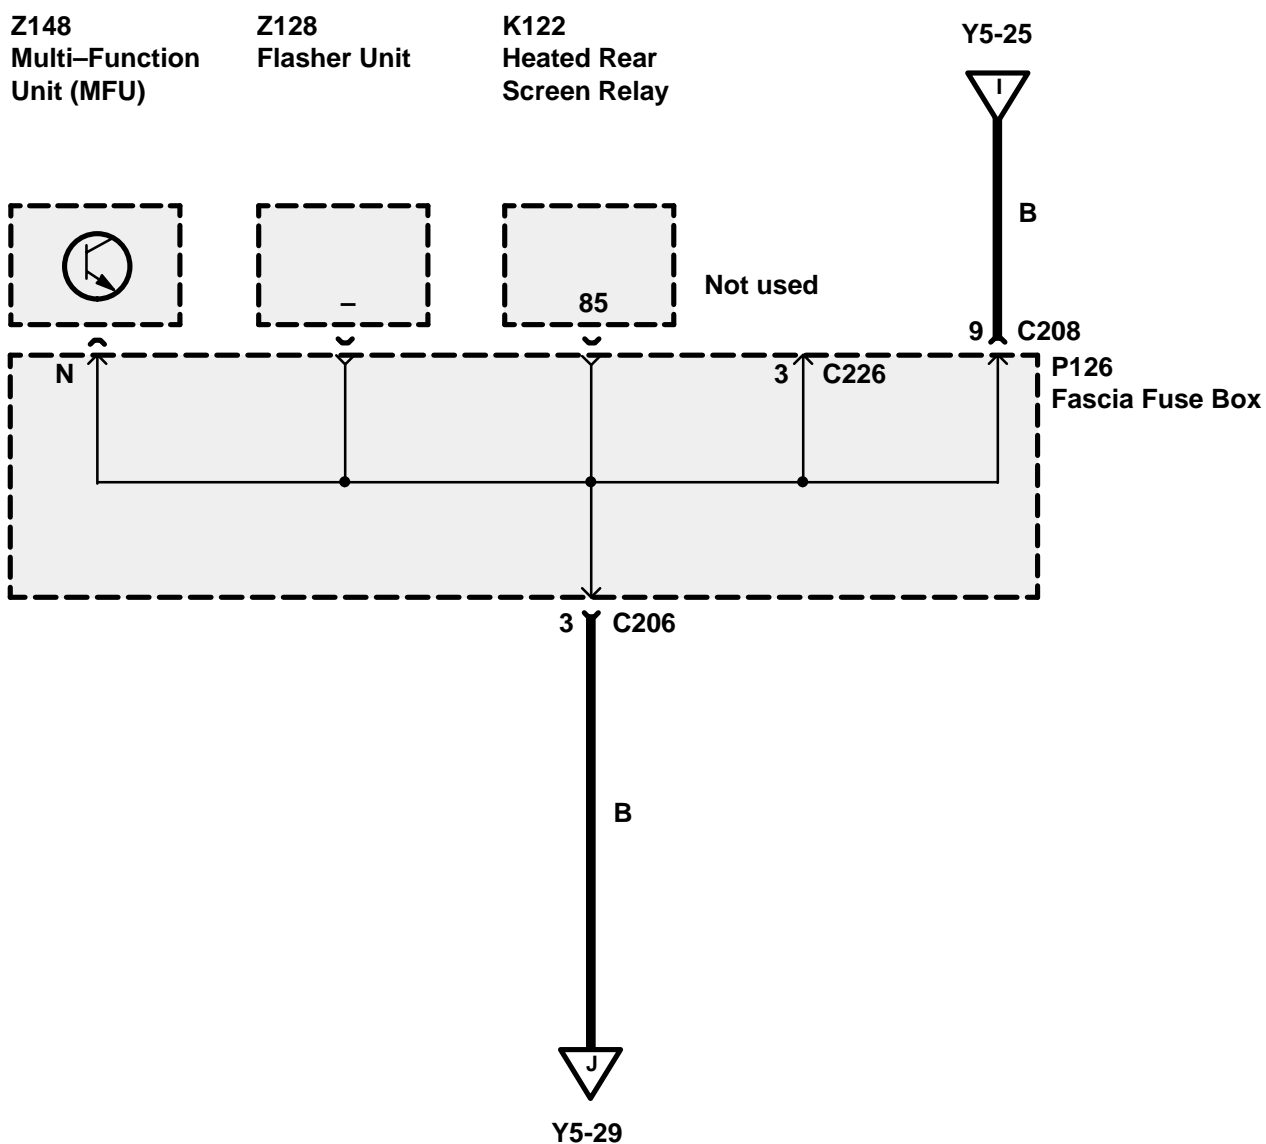 Z148
Multi–Function
Unit (MFU)
Z128
Flasher Unit
K122
Heated Rear
Screen Relay
Y5-25
I
B
–
85
Not used
9 C208
N
3 C226
P126
Fascia Fuse Box
3 C206
B
J
Y5-29